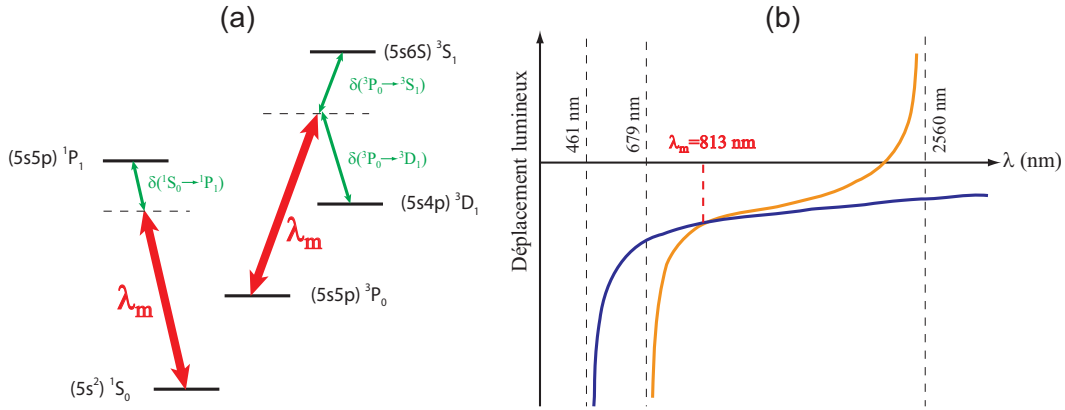 (a)
(5s6S) ³S₁
δ(³P₀→³S₁)
(5s5p) ¹P₁
δ(¹S₀→¹P₁)
δ(³P₀→³D₁)
(5s4p) ³D₁
λₘ
λₘ
(5s5p) ³P₀
(5s²) ¹S₀
(b)
Déplacement lumineux
461 nm
679 nm
λₘ=813 nm
2560 nm
λ (nm)